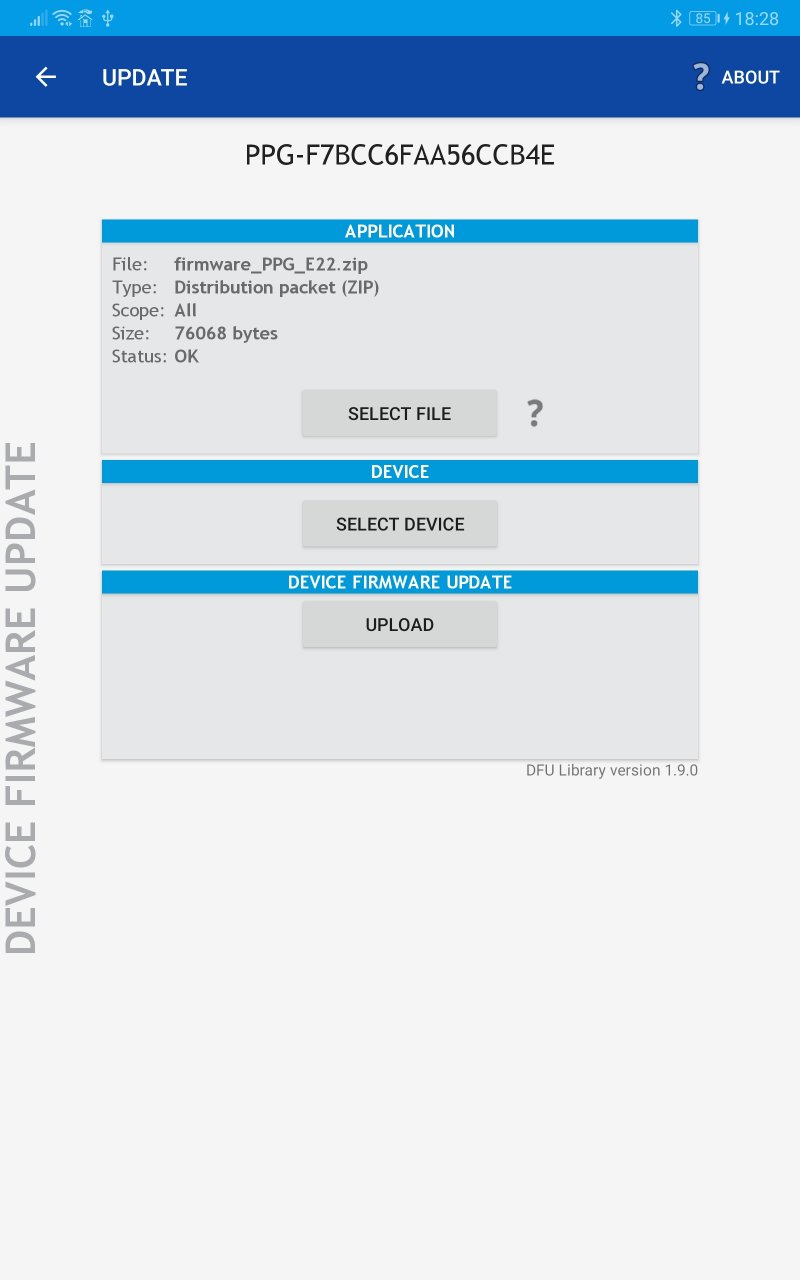 85 18:28
UPDATE
? ABOUT
PPG-F7BCC6FAA56CCB4E
APPLICATION
File: firmware_PPG_E22.zip
Type: Distribution packet (ZIP)
Scope: All
Size: 76068 bytes
Status: OK
SELECT FILE ?
DEVICE
SELECT DEVICE
DEVICE FIRMWARE UPDATE
UPLOAD
DFU Library version 1.9.0
DEVICE FIRMWARE UPDATE